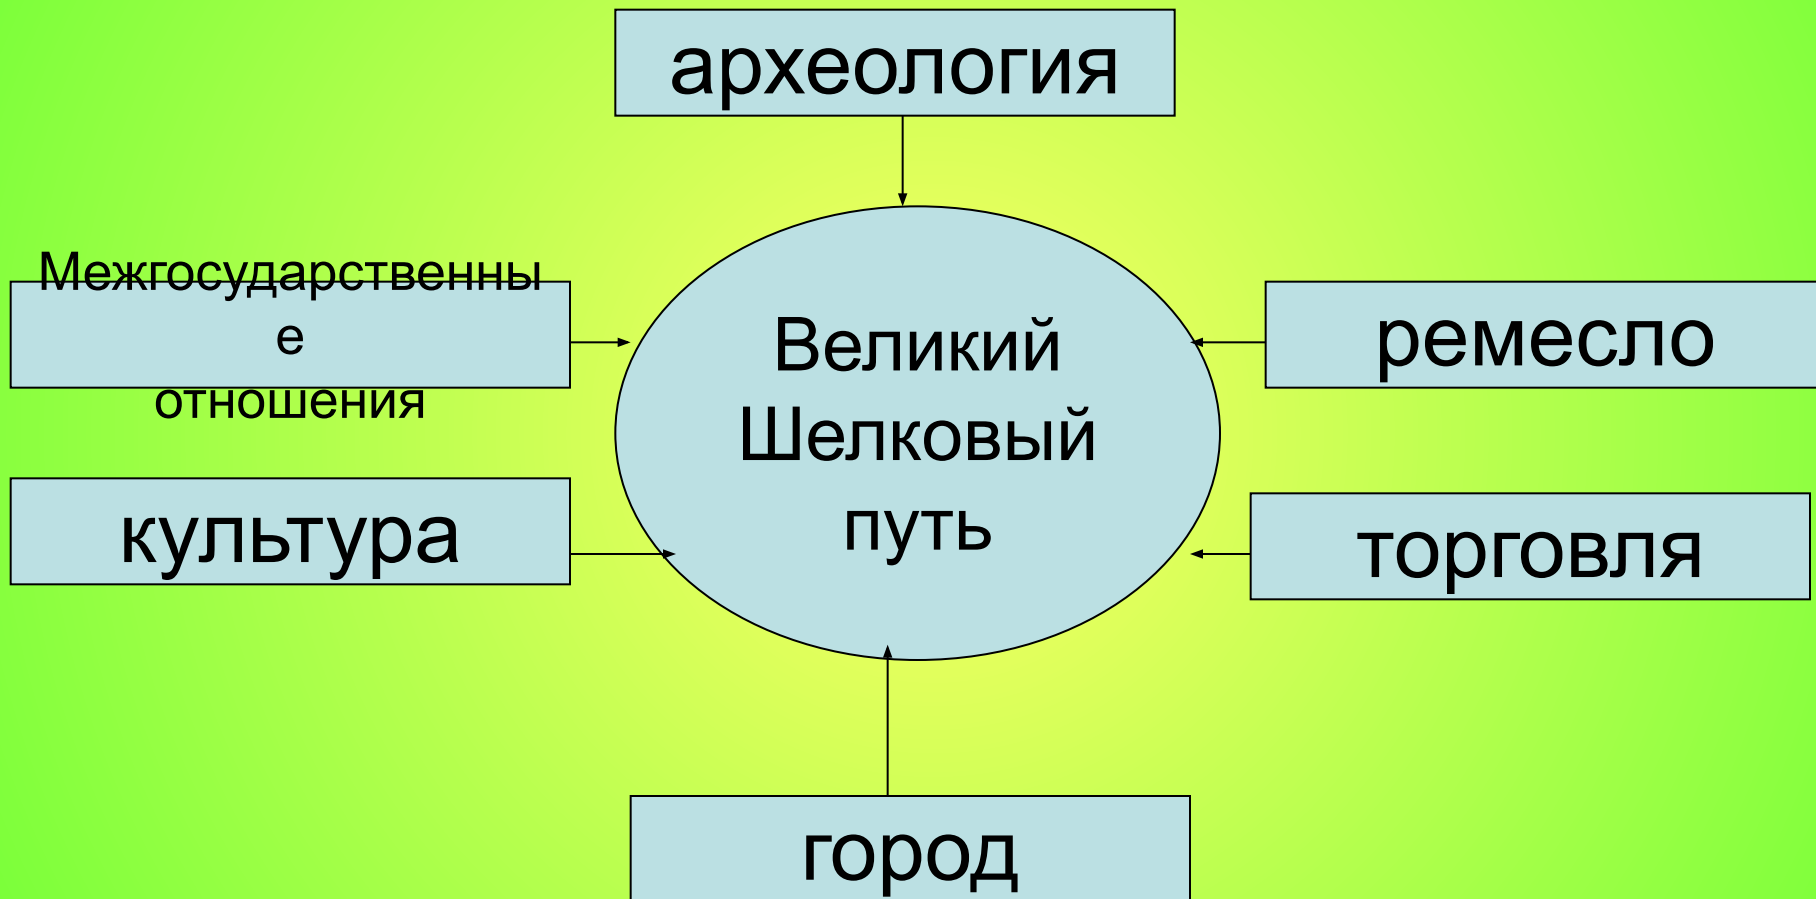 археология
Межгосударственны
е
отношения
Великий
Шелковый
путь
ремесло
культура
торговля
город